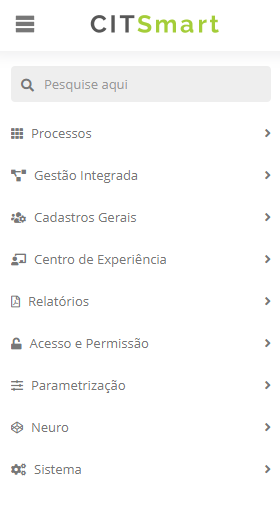 CITSmart
Pesquise aqui
Processos
Gestão Integrada
Cadastros Gerais
Centro de Experiência
Relatórios
Acesso e Permissão
Parametrização
Neuro
Sistema